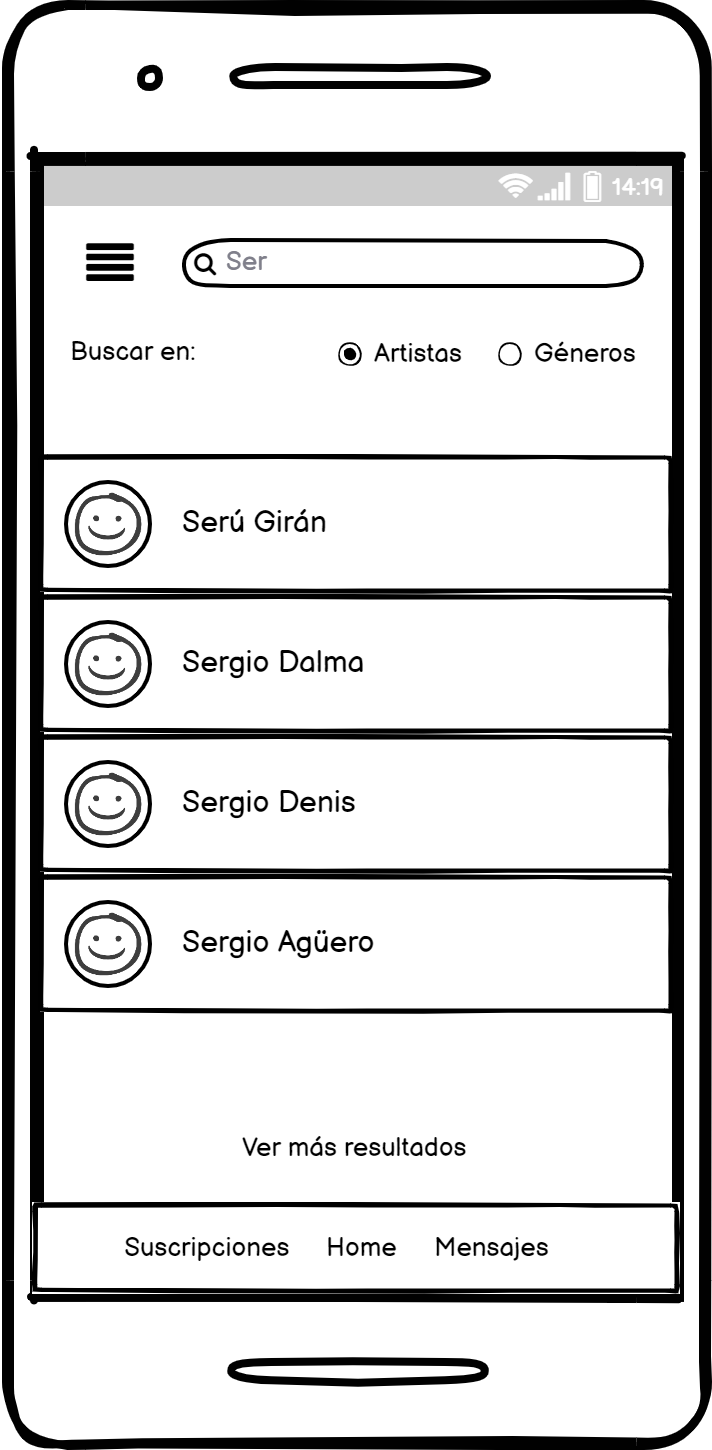 14:19
Ser
Buscar en: Artistas Géneros
Serú Girán
Sergio Dalma
Sergio Denis
Sergio Agüero
Ver más resultados
Suscripciones Home Mensajes